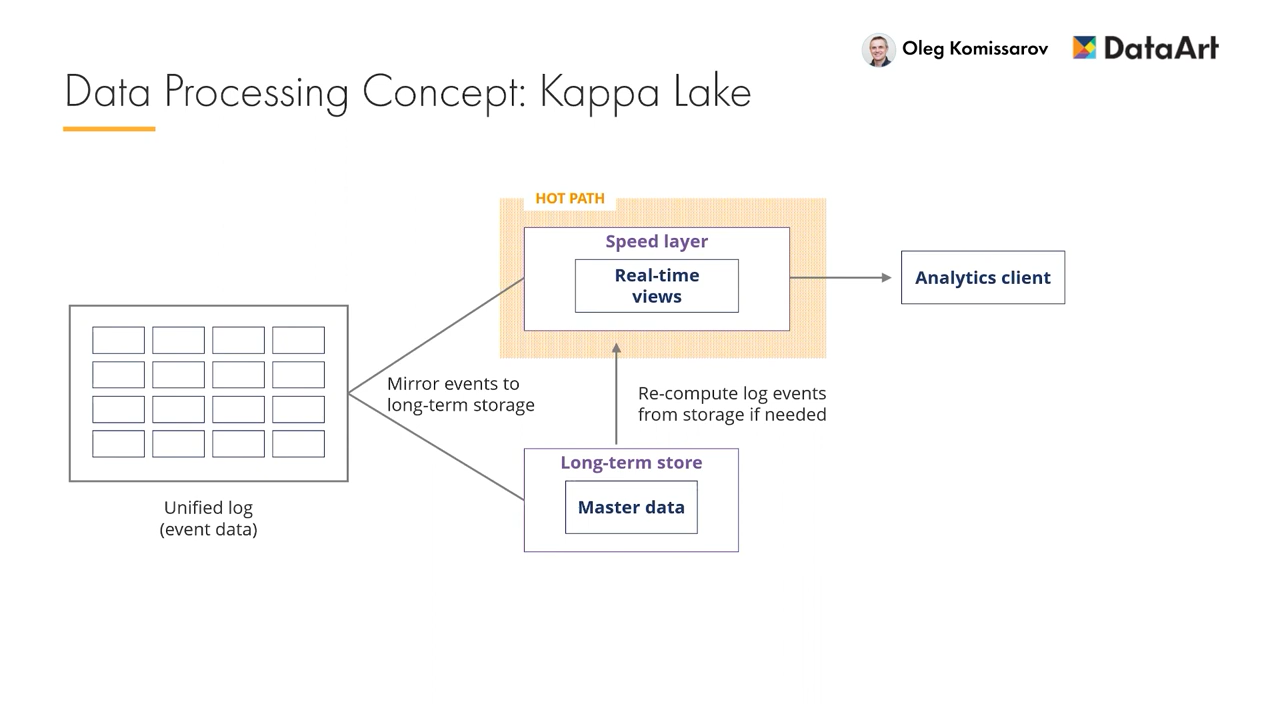 Oleg Komissarov
DataArt
Data Processing Concept: Kappa Lake
HOT PATH
Speed layer
Real-time
views
Analytics client
Mirror events to
long-term storage
Re-compute log events
from storage if needed
Long-term store
Master data
Unified log
(event data)